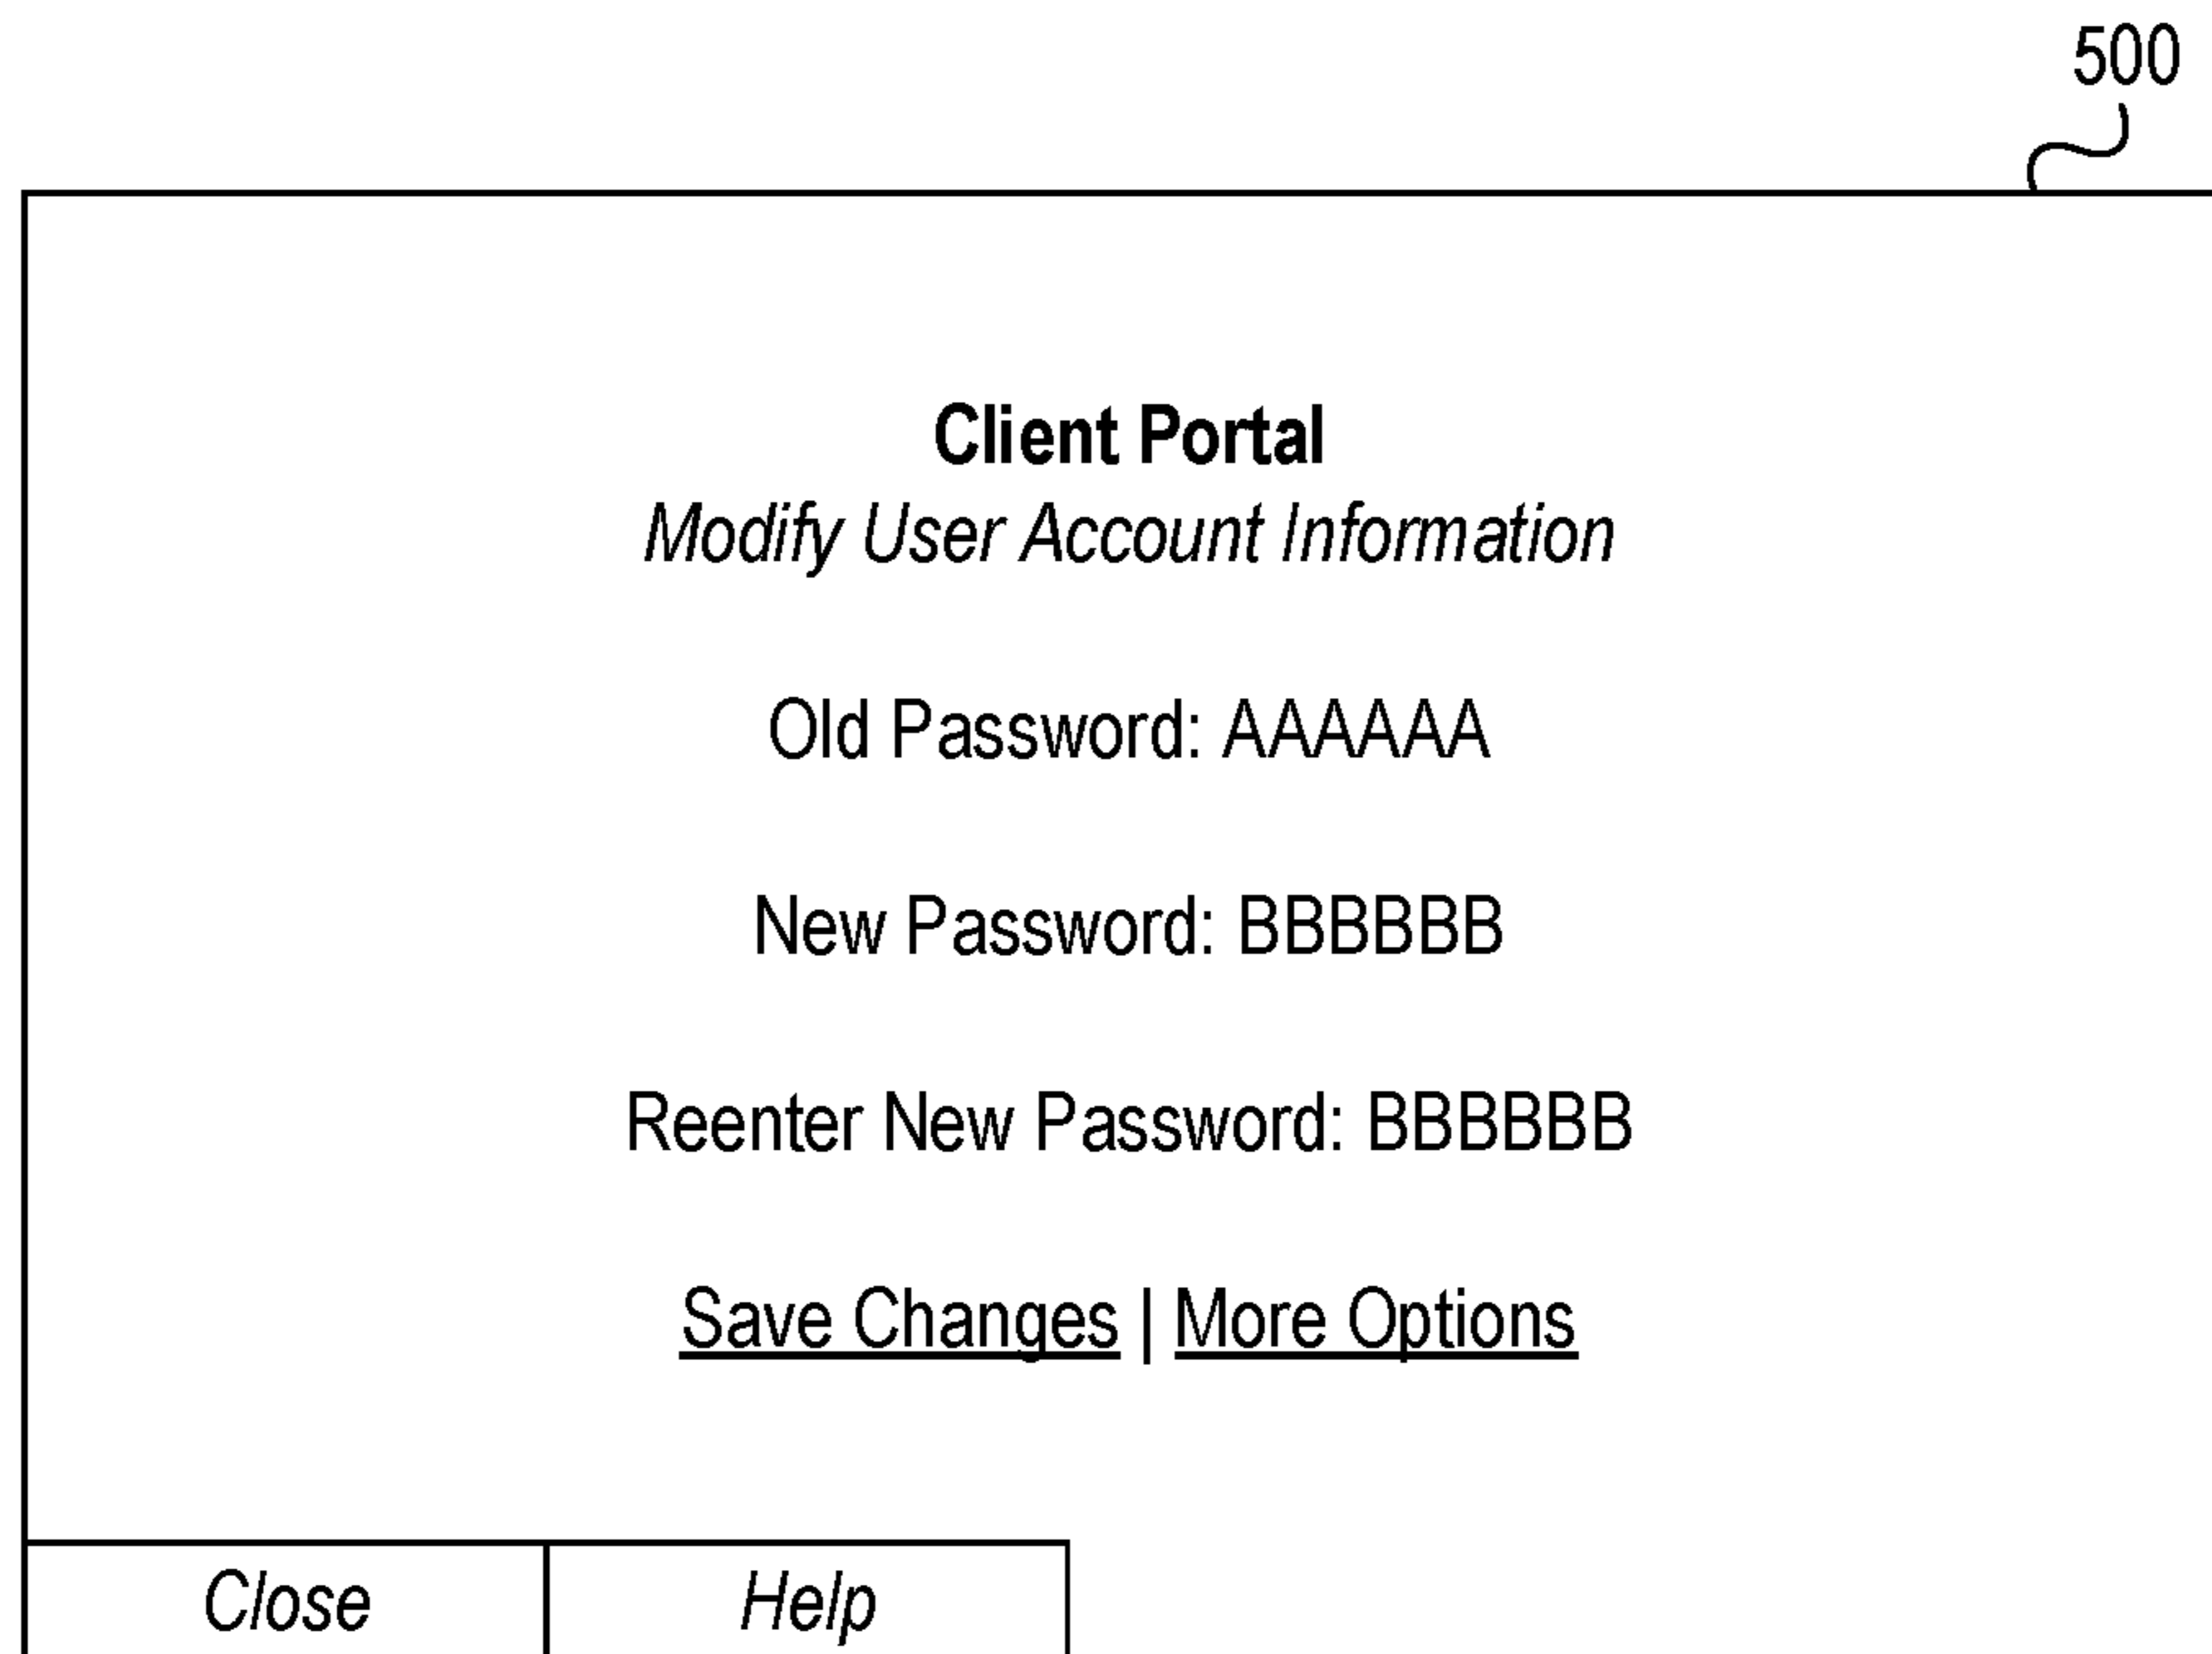 500
Client Portal
Modify User Account Information
Old Password: AAAAAA
New Password: BBBBBB
Reenter New Password: BBBBBB
Save Changes | More Options
Close Help